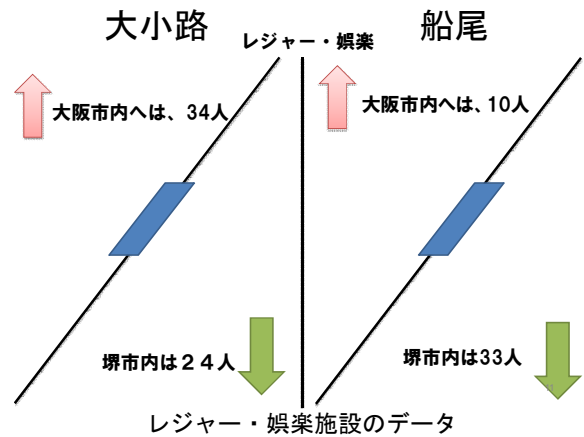 大小路
レジャー・娯楽
船尾
大阪市内へは、34人
大阪市内へは、10人
堺市内は２４人
堺市内は33人
レジャー・娯楽施設のデータ